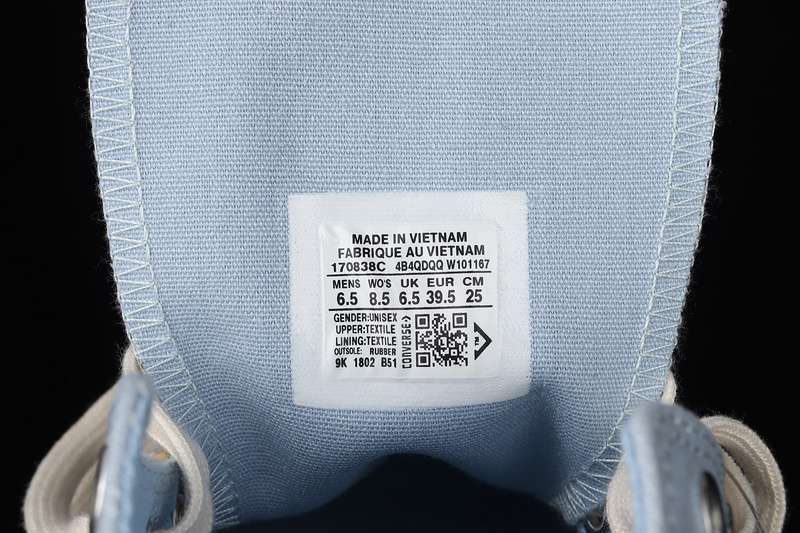 MADE IN VIETNAM
FABRIQUE AU VIETNAM
170838C 4B4QDQQ W101167
MENS WO'S UK EUR CM
6.5 8.5 6.5 39.5 25
GENDER:UNISEX
UPPER:TEXTILE
LINING:TEXTILE
OUTSOLE: RUBBER
9K 1802 B51
CONVERSE